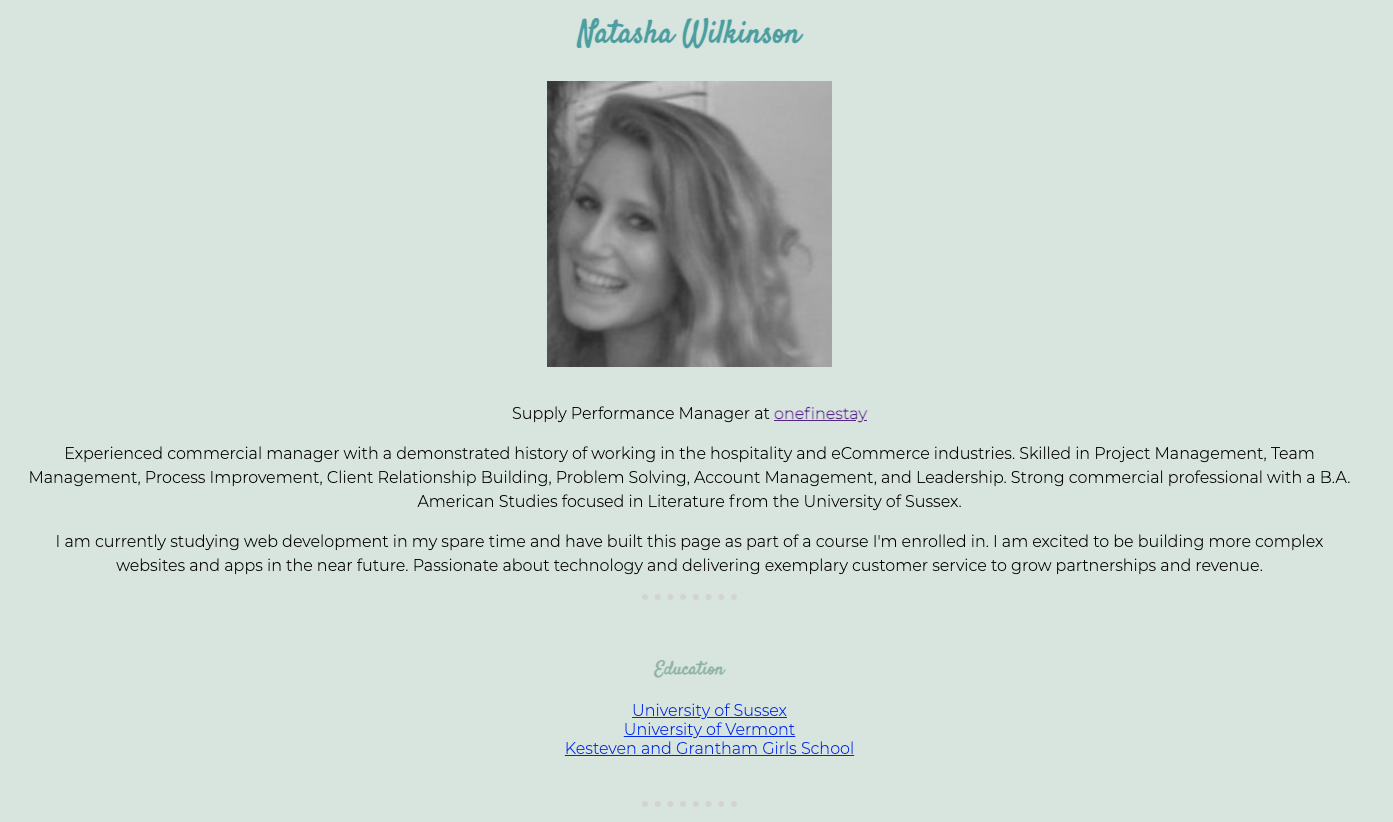 Natasha Wilkinson
Supply Performance Manager at onefinestay
Experienced commercial manager with a demonstrated history of working in the hospitality and eCommerce industries. Skilled in Project Management, Team
Management, Process Improvement, Client Relationship Building, Problem Solving, Account Management, and Leadership. Strong commercial professional with a B.A.
American Studies focused in Literature from the University of Sussex.
I am currently studying web development in my spare time and have built this page as part of a course I'm enrolled in. I am excited to be building more complex
websites and apps in the near future. Passionate about technology and delivering exemplary customer service to grow partnerships and revenue.
Education
University of Sussex
University of Vermont
Kesteven and Grantham Girls School